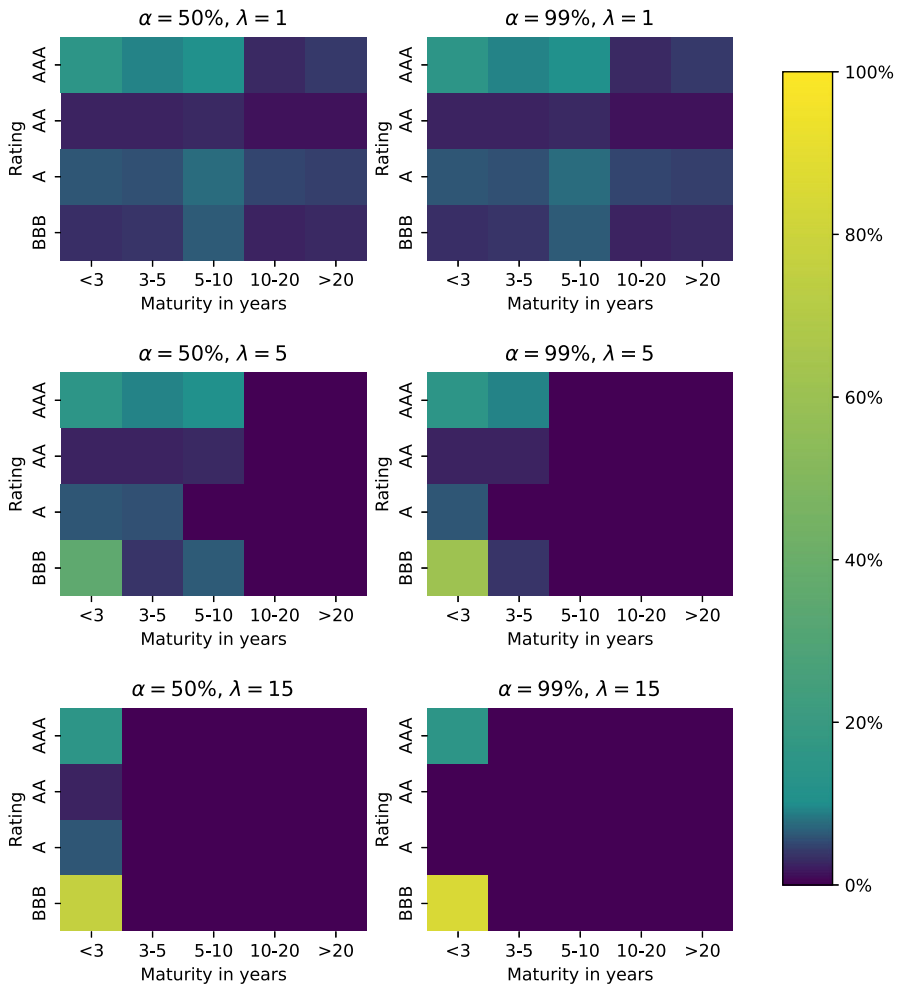 α = 50%, λ = 1
AAA
AA
A
BBB
Rating
<3 3-5 5-10 10-20 >20
Maturity in years
α = 99%, λ = 1
AAA
AA
A
BBB
Rating
<3 3-5 5-10 10-20 >20
Maturity in years
α = 50%, λ = 5
AAA
AA
A
BBB
Rating
<3 3-5 5-10 10-20 >20
Maturity in years
α = 99%, λ = 5
AAA
AA
A
BBB
Rating
<3 3-5 5-10 10-20 >20
Maturity in years
α = 50%, λ = 15
AAA
AA
A
BBB
Rating
<3 3-5 5-10 10-20 >20
Maturity in years
α = 99%, λ = 15
AAA
AA
A
BBB
Rating
<3 3-5 5-10 10-20 >20
Maturity in years
100%
80%
60%
40%
20%
0%